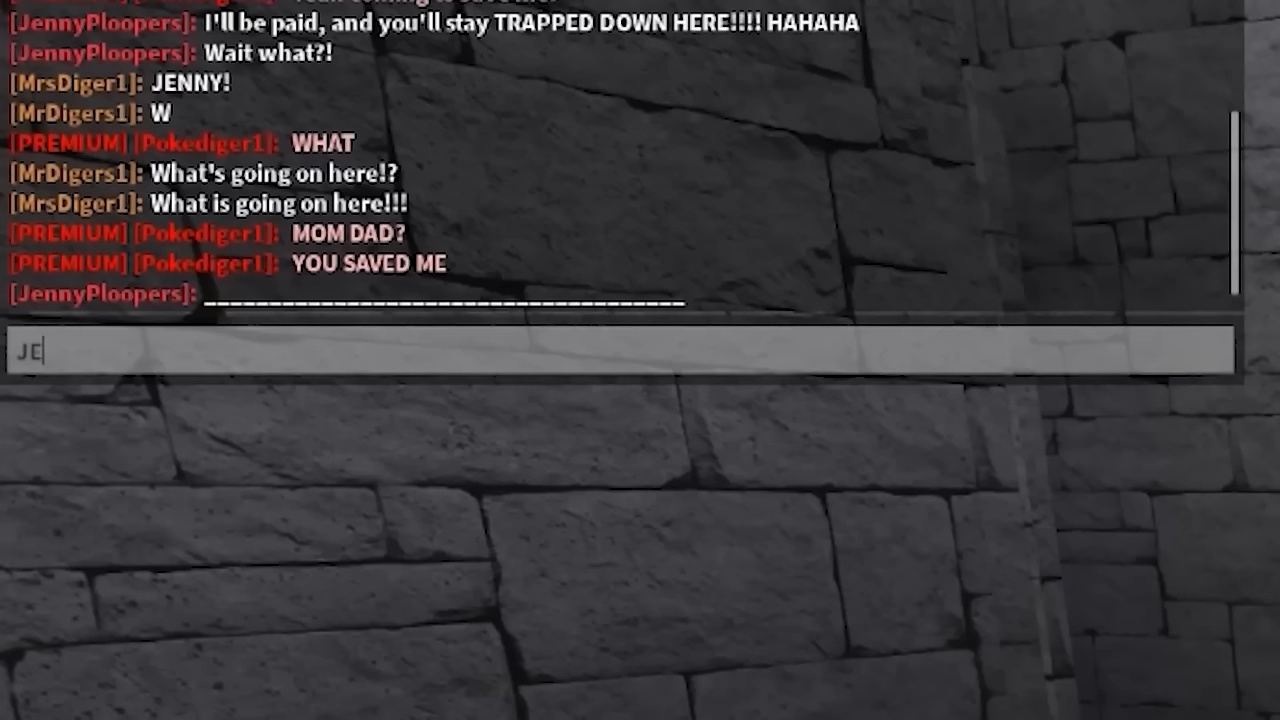 [JennyPloopers]: I'll be paid, and you'll stay TRAPPED DOWN HERE!!!! HAHAHA
[JennyPloopers]: Wait what?!
[MrsDiger1]: JENNY!
[MrDigers1]: W
[PREMIUM] [Pokediger1]: WHAT
[MrDigers1]: What's going on here!?
[MrsDiger1]: What is going on here!!!
[PREMIUM] [Pokediger1]: MOM DAD?
[PREMIUM] [Pokediger1]: YOU SAVED ME
[JennyPloopers]: ______________________________________
JE